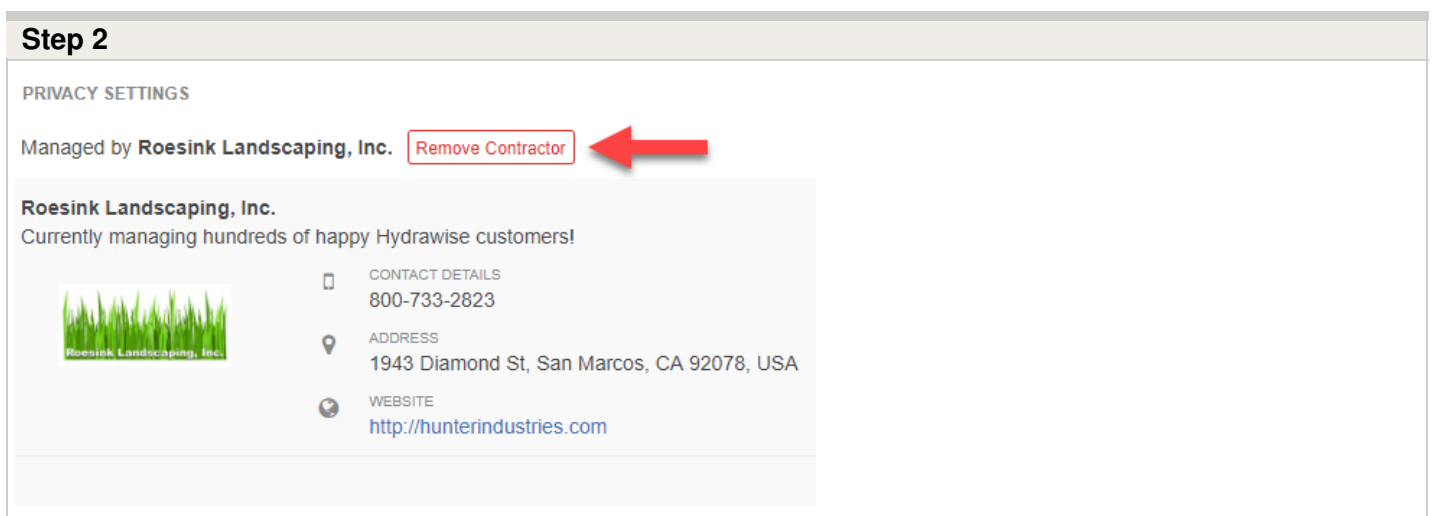 Step 2
PRIVACY SETTINGS
Managed by Roesink Landscaping, Inc. Remove Contractor
Roesink Landscaping, Inc.
Currently managing hundreds of happy Hydrawise customers!
CONTACT DETAILS
800-733-2823
Roesink Landscaping, Inc.
ADDRESS
1943 Diamond St, San Marcos, CA 92078, USA
WEBSITE
http://hunterindustries.com